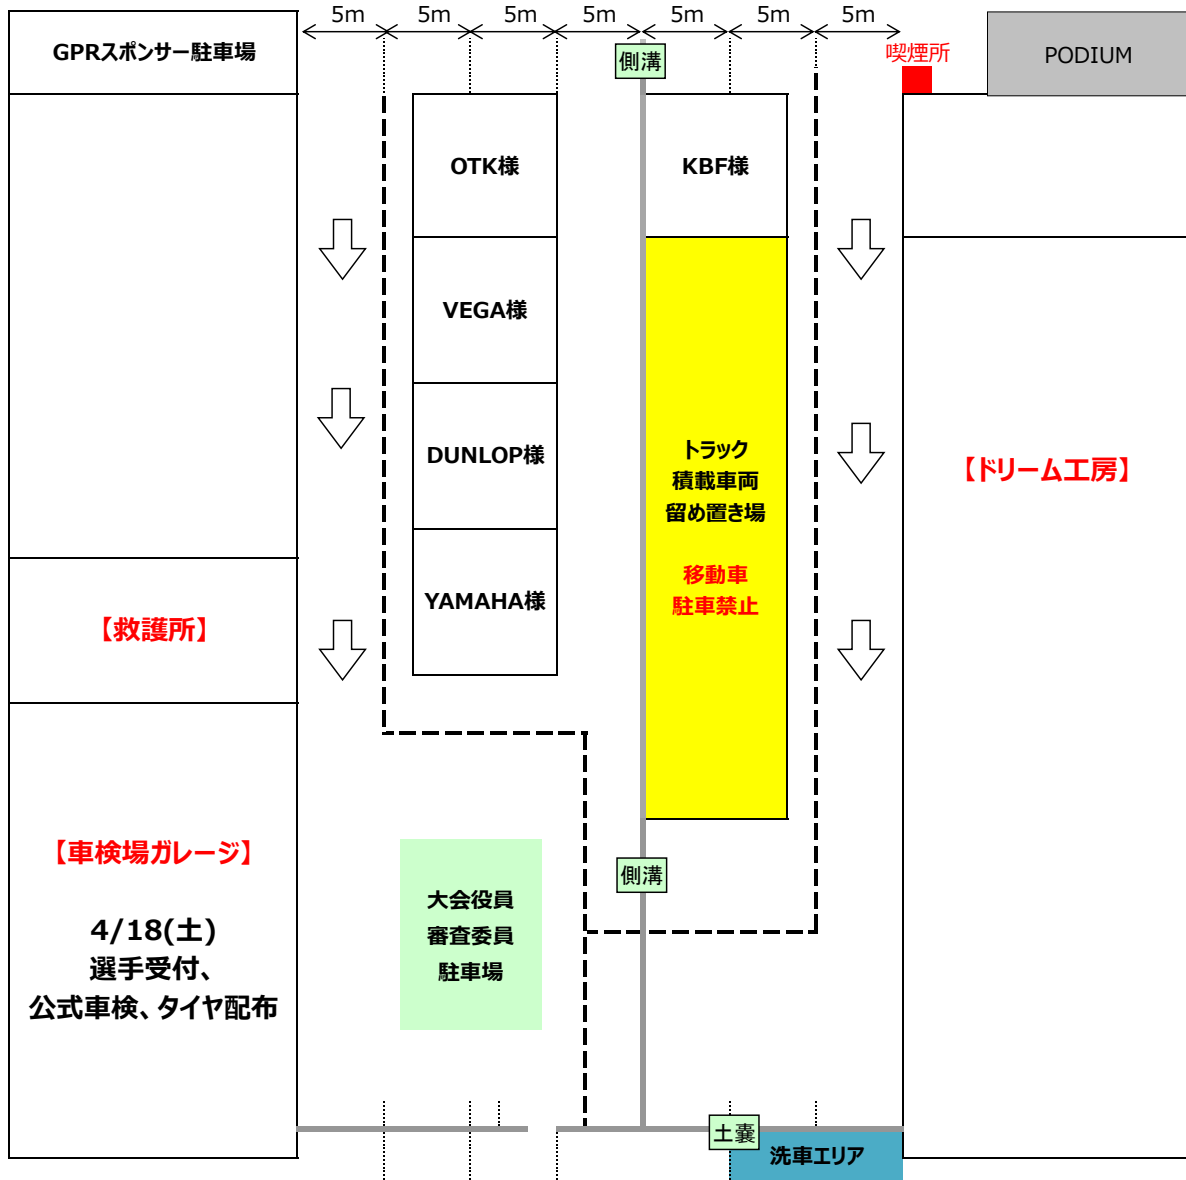 5m
5m
5m
5m
5m
5m
5m
GPRスポンサー駐車場
側溝
喫煙所
PODIUM
OTK様
KBF様
VEGA様
DUNLOP様
トラック
積載車両
留め置き場
【ドリーム工房】
移動車
駐車禁止
YAMAHA様
【救護所】
【車検場ガレージ】
4/18(土)
選手受付、
公式車検、タイヤ配布
側溝
大会役員
審査委員
駐車場
土嚢
洗車エリア